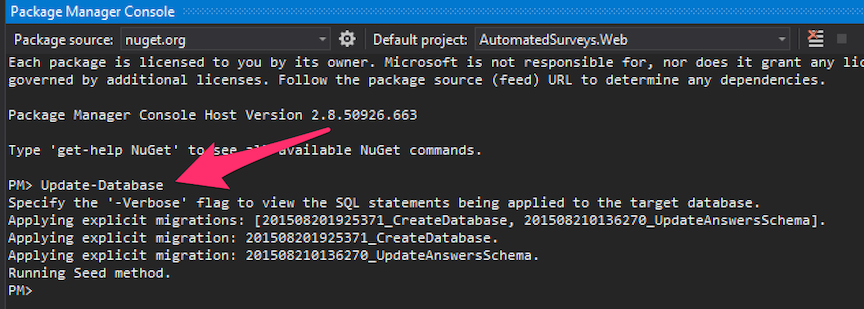 Package Manager Console
Package source: nuget.org Default project: AutomatedSurveys.Web
Each package is licensed to you by its owner. Microsoft is not responsible for, nor does it grant any
governed by additional licenses. Follow the package source (feed) URL to determine any dependencies.
Package Manager Console Host Version 2.8.50926.663
Type 'get-help NuGet' to see all available NuGet commands.
PM> Update-Database
Specify the '-Verbose' flag to view the SQL statements being applied to the target database.
Applying explicit migrations: [201508201925371_CreateDatabase, 201508210136270_UpdateAnswersSchema].
Applying explicit migration: 201508201925371_CreateDatabase.
Applying explicit migration: 201508210136270_UpdateAnswersSchema.
Running Seed method.
PM>